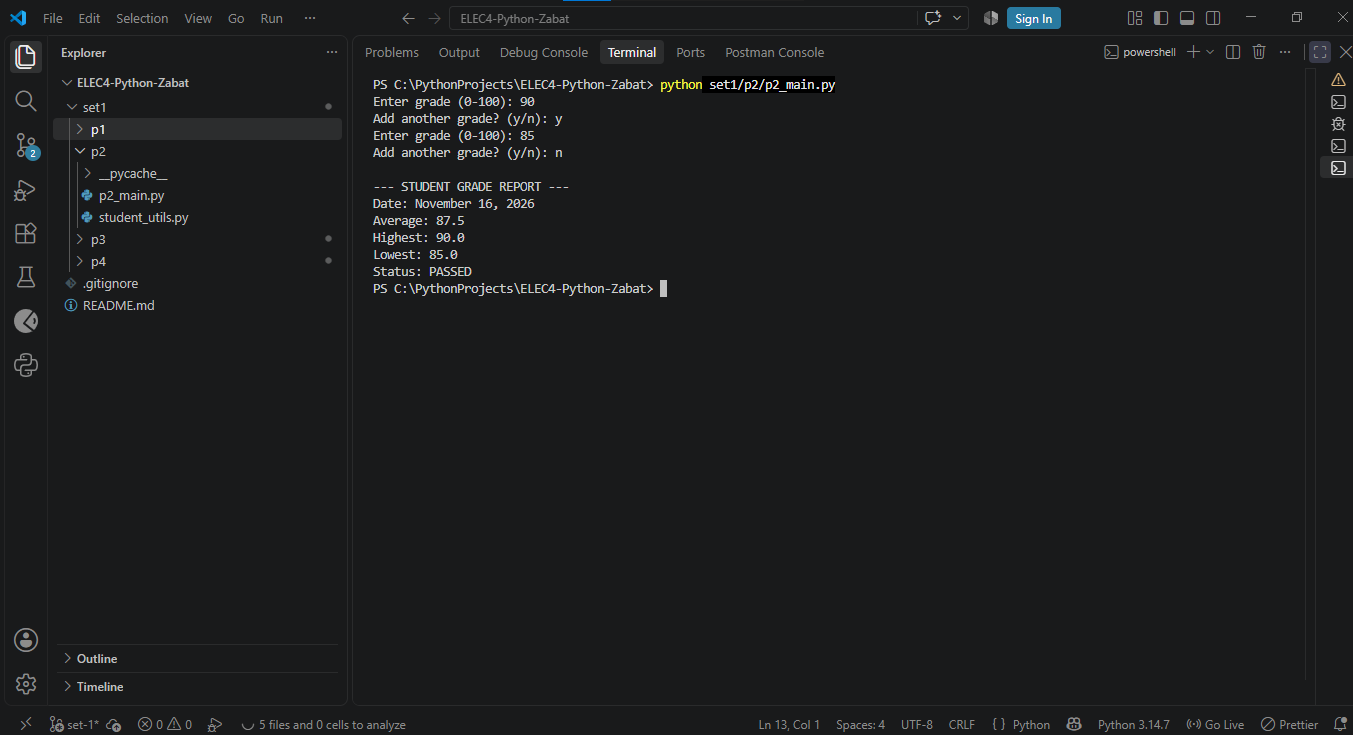 File Edit Selection View Go Run ··· ELEC4-Python-Zabat Sign In
Explorer ···
ELEC4-Python-Zabat
set1
p1
p2
__pycache__
p2_main.py
student_utils.py
p3
p4
.gitignore
README.md
Outline
Timeline
2
Problems Output Debug Console Terminal Ports Postman Console powershell ···
PS C:\PythonProjects\ELEC4-Python-Zabat> python set1/p2/p2_main.py
Enter grade (0-100): 90
Add another grade? (y/n): y
Enter grade (0-100): 85
Add another grade? (y/n): n
--- STUDENT GRADE REPORT ---
Date: November 16, 2026
Average: 87.5
Highest: 90.0
Lowest: 85.0
Status: PASSED
PS C:\PythonProjects\ELEC4-Python-Zabat>
set-1* 0 0 5 files and 0 cells to analyze Ln 13, Col 1 Spaces: 4 UTF-8 CRLF { } Python Python 3.14.7 Go Live Prettier